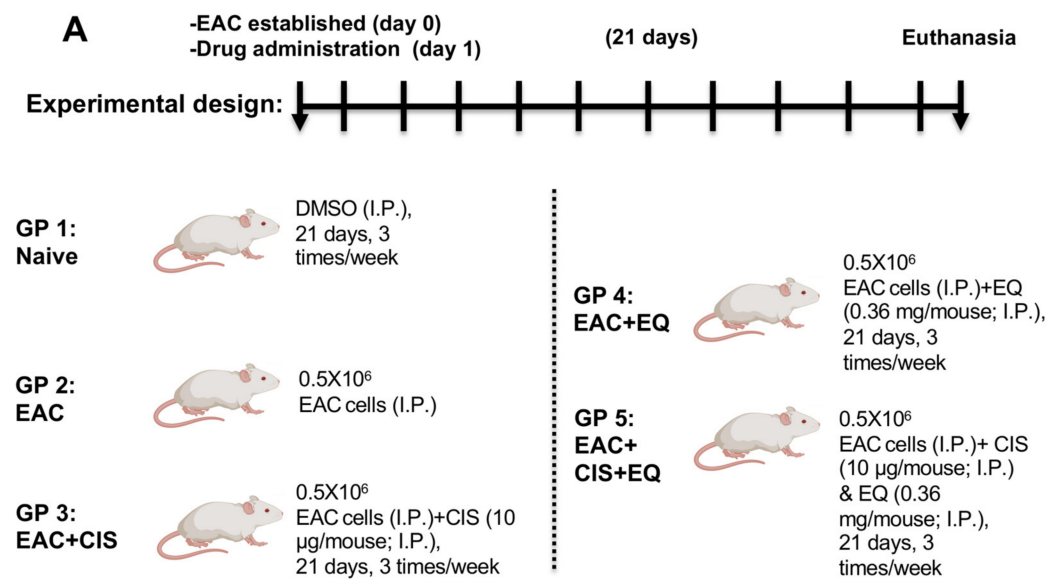 A
-EAC established (day 0)
-Drug administration  (day 1)
(21 days)
Euthanasia
Experimental design:
GP 1:
Naive
DMSO (I.P.),
21 days, 3
times/week
GP 2:
EAC
0.5X10⁶
EAC cells (I.P.)
GP 3:
EAC+CIS
0.5X10⁶
EAC cells (I.P.)+CIS (10
µg/mouse; I.P.),
21 days, 3 times/week
GP 4:
EAC+EQ
0.5X10⁶
EAC cells (I.P.)+EQ
(0.36 mg/mouse; I.P.),
21 days, 3
times/week
GP 5:
EAC+
CIS+EQ
0.5X10⁶
EAC cells (I.P.)+ CIS
(10 µg/mouse; I.P.)
& EQ (0.36
mg/mouse; I.P.),
21 days, 3
times/week